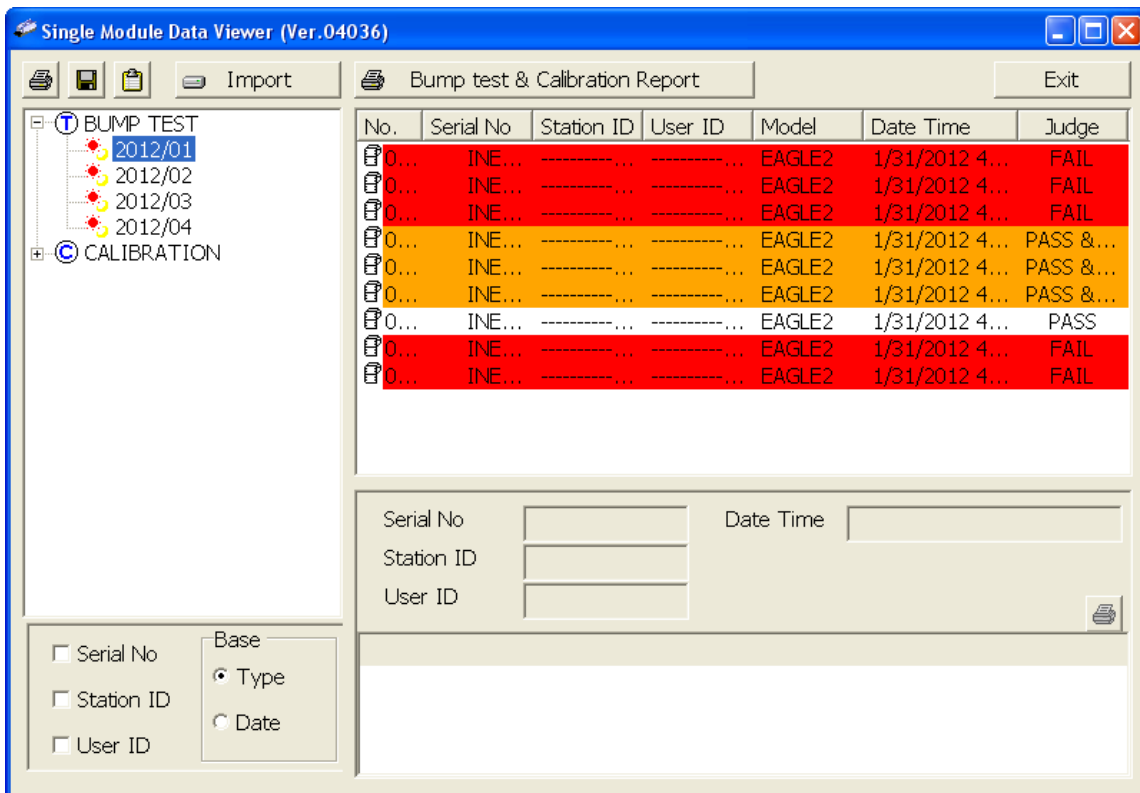 Single Module Data Viewer (Ver.04036)
Import Bump test & Calibration Report Exit
T BUMP TEST
2012/01
2012/02
2012/03
2012/04
C CALIBRATION
No. Serial No Station ID User ID Model Date Time Judge
0... INE... ----------... ----------... EAGLE2 1/31/2012 4... FAIL
0... INE... ----------... ----------... EAGLE2 1/31/2012 4... FAIL
0... INE... ----------... ----------... EAGLE2 1/31/2012 4... FAIL
0... INE... ----------... ----------... EAGLE2 1/31/2012 4... PASS &...
0... INE... ----------... ----------... EAGLE2 1/31/2012 4... PASS &...
0... INE... ----------... ----------... EAGLE2 1/31/2012 4... PASS &...
0... INE... ----------... ----------... EAGLE2 1/31/2012 4... PASS
0... INE... ----------... ----------... EAGLE2 1/31/2012 4... FAIL
0... INE... ----------... ----------... EAGLE2 1/31/2012 4... FAIL
Serial No Date Time
Station ID
User ID
Serial No
Station ID
User ID
Base
Type
Date